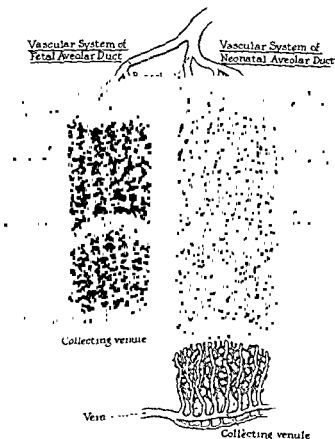 Vascular System of
Fetal Aveolar Duct
Vascular System of
Neonatal Aveolar Duct
Collecting venule
Vein
Collecting venule